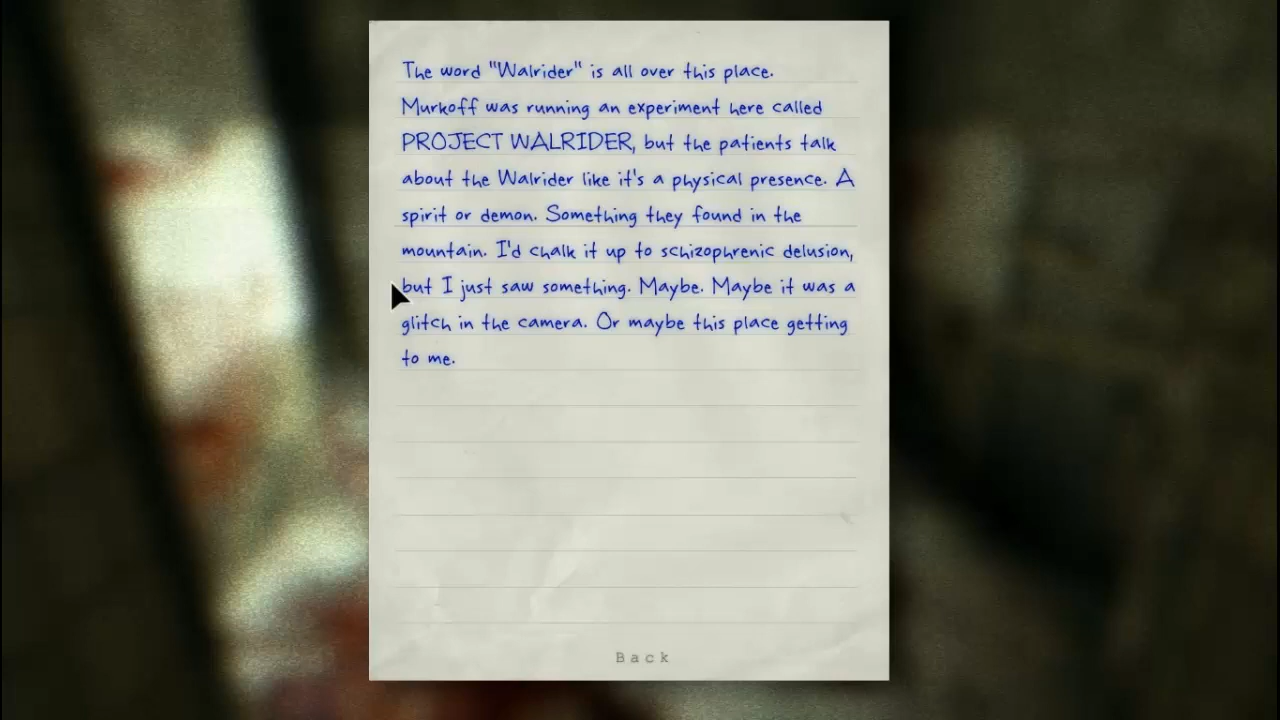 The word "Walrider" is all over this place.
Murkoff was running an experiment here called
PROJECT WALRIDER, but the patients talk
about the Walrider like it's a physical presence. A
spirit or demon. Something they found in the
mountain. I'd chalk it up to schizophrenic delusion,
but I just saw something. Maybe. Maybe it was a
glitch in the camera. Or maybe this place getting
to me.
Back